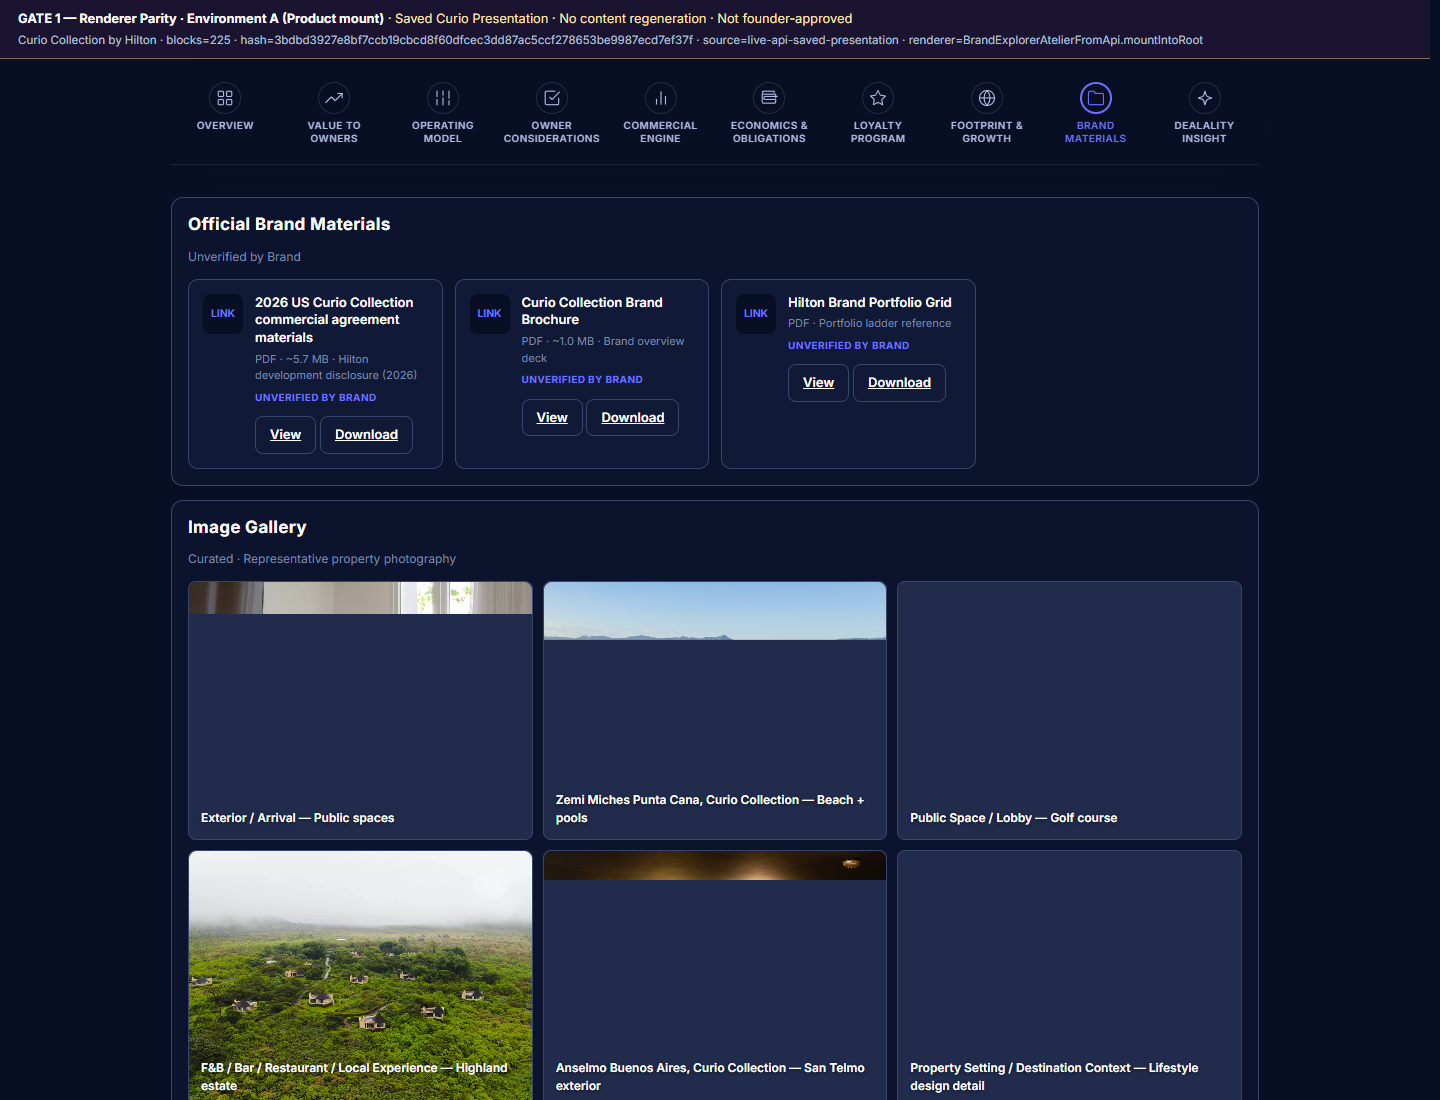 GATE 1 — Renderer Parity · Environment A (Product mount) · Saved Curio Presentation · No content regeneration · Not founder-approved
Curio Collection by Hilton · blocks=225 · hash=3bdbd3927e8bf7ccb19cbcd8f60dfcec3dd87ac5ccf278653be9987ecd7ef37f · source=live-api-saved-presentation · renderer=BrandExplorerAtelierFromApi.mountIntoRoot
OVERVIEW
VALUE TO
OWNERS
OPERATING
MODEL
OWNER
CONSIDERATIONS
COMMERCIAL
ENGINE
ECONOMICS &
OBLIGATIONS
LOYALTY
PROGRAM
FOOTPRINT &
GROWTH
BRAND
MATERIALS
DEALALITY
INSIGHT
Official Brand Materials
Unverified by Brand
LINK
2026 US Curio Collection
commercial agreement
materials
PDF · ~5.7 MB · Hilton
development disclosure (2026)
UNVERIFIED BY BRAND
View
Download
LINK
Curio Collection Brand
Brochure
PDF · ~1.0 MB · Brand overview
deck
UNVERIFIED BY BRAND
View
Download
LINK
Hilton Brand Portfolio Grid
PDF · Portfolio ladder reference
UNVERIFIED BY BRAND
View
Download
Image Gallery
Curated · Representative property photography
Exterior / Arrival — Public spaces
Zemi Miches Punta Cana, Curio Collection — Beach +
pools
Public Space / Lobby — Golf course
F&B / Bar / Restaurant / Local Experience — Highland
estate
Anselmo Buenos Aires, Curio Collection — San Telmo
exterior
Property Setting / Destination Context — Lifestyle
design detail